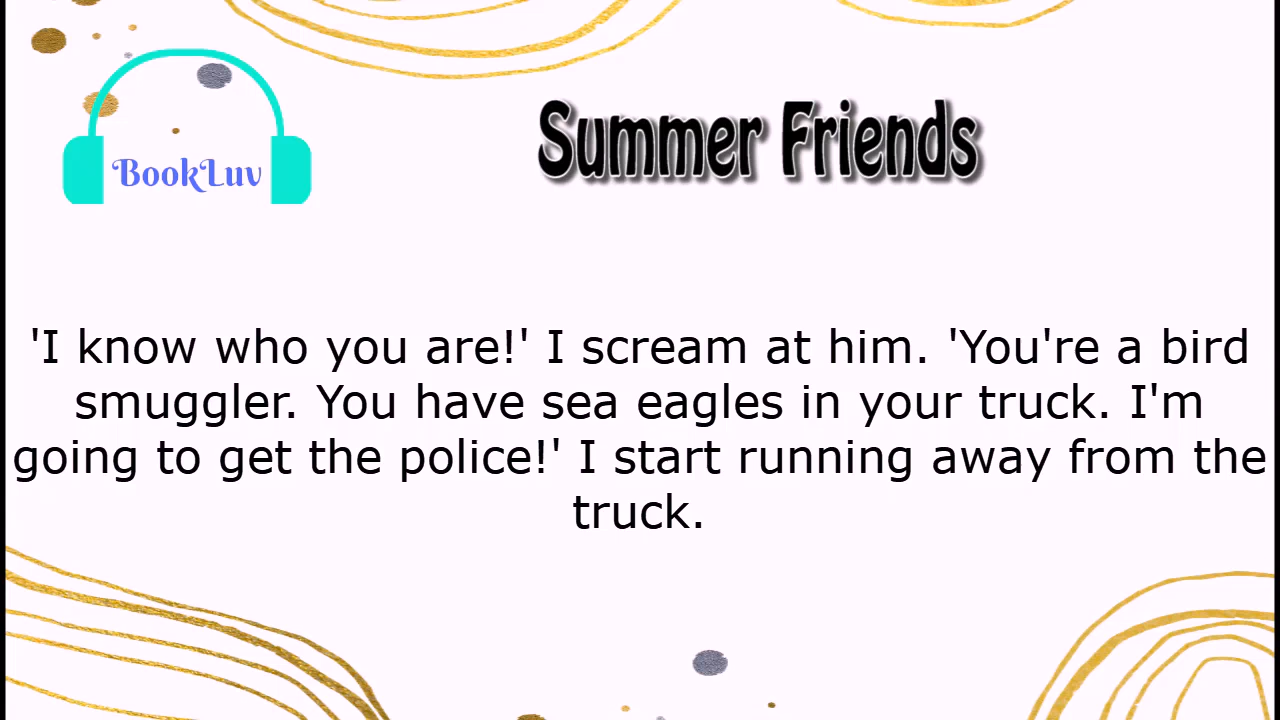 Summer Friends
BookLuv
'I know who you are!' I scream at him. 'You're a bird
smuggler. You have sea eagles in your truck. I'm
going to get the police!' I start running away from the
truck.